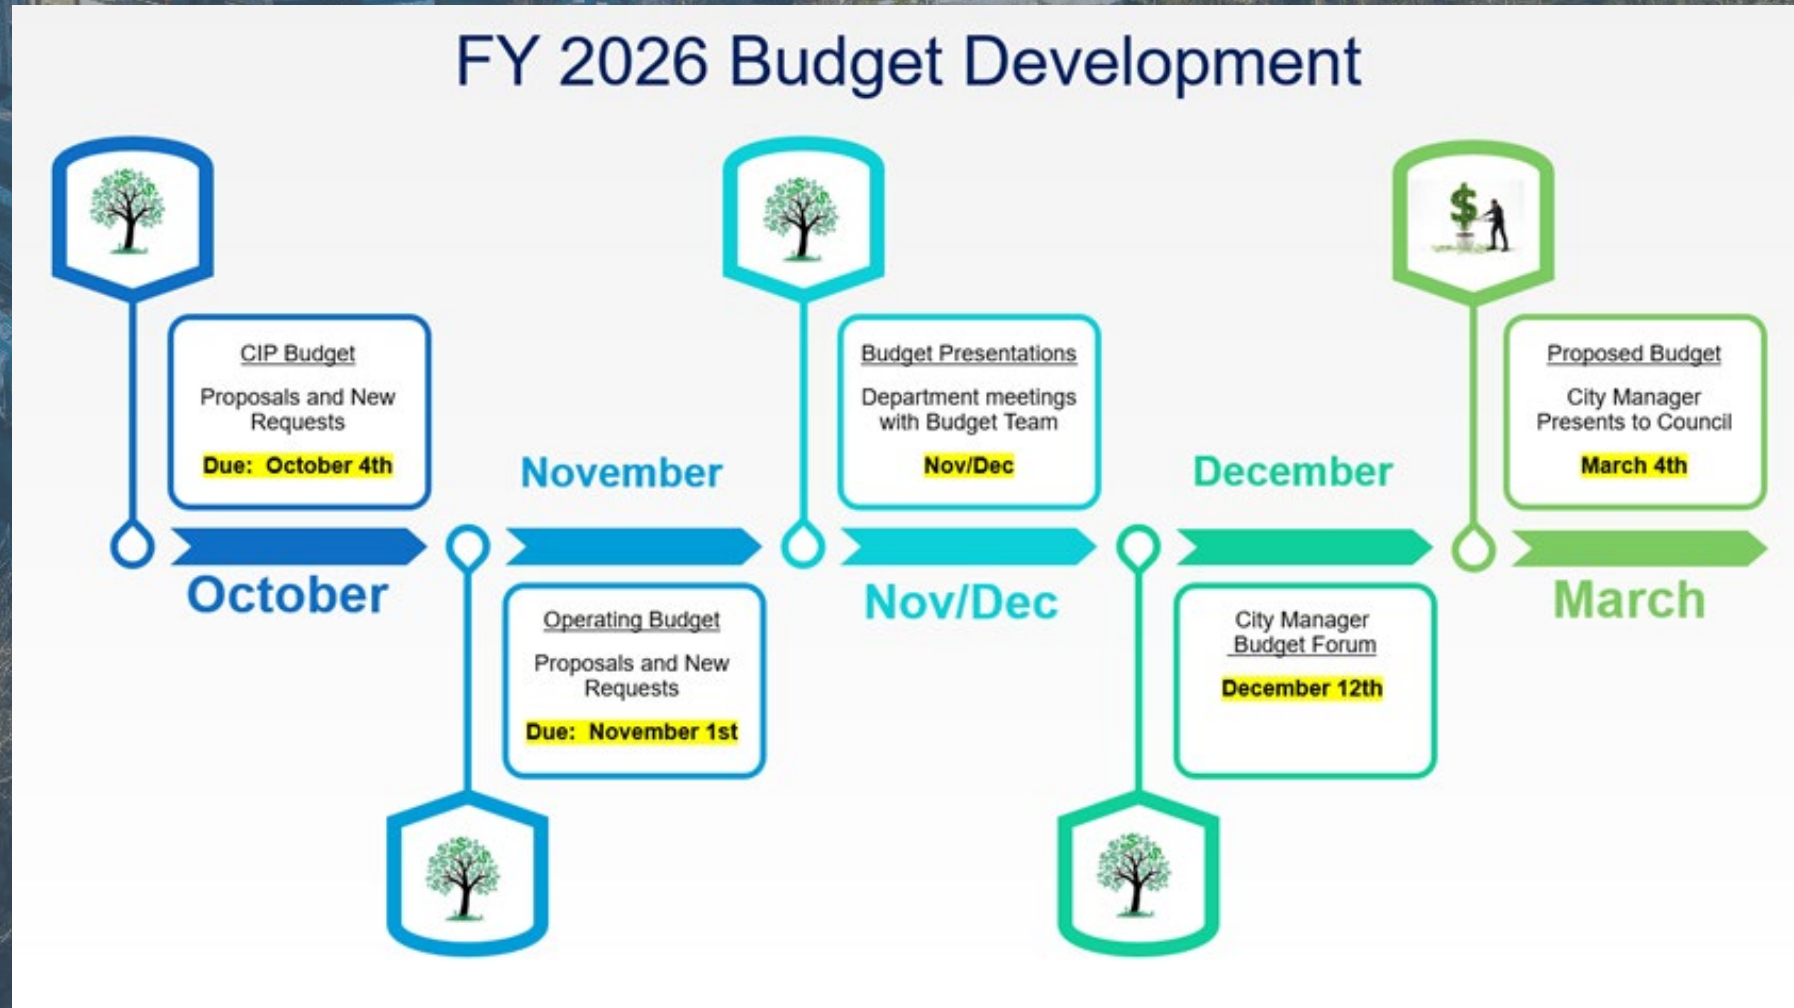 FY 2026 Budget Development
CIP Budget
Proposals and New
Requests
Due: October 4th
October
November
Operating Budget
Proposals and New
Requests
Due: November 1st
Budget Presentations
Department meetings
with Budget Team
Nov/Dec
Nov/Dec
December
City Manager
Budget Forum
December 12th
Proposed Budget
City Manager
Presents to Council
March 4th
March